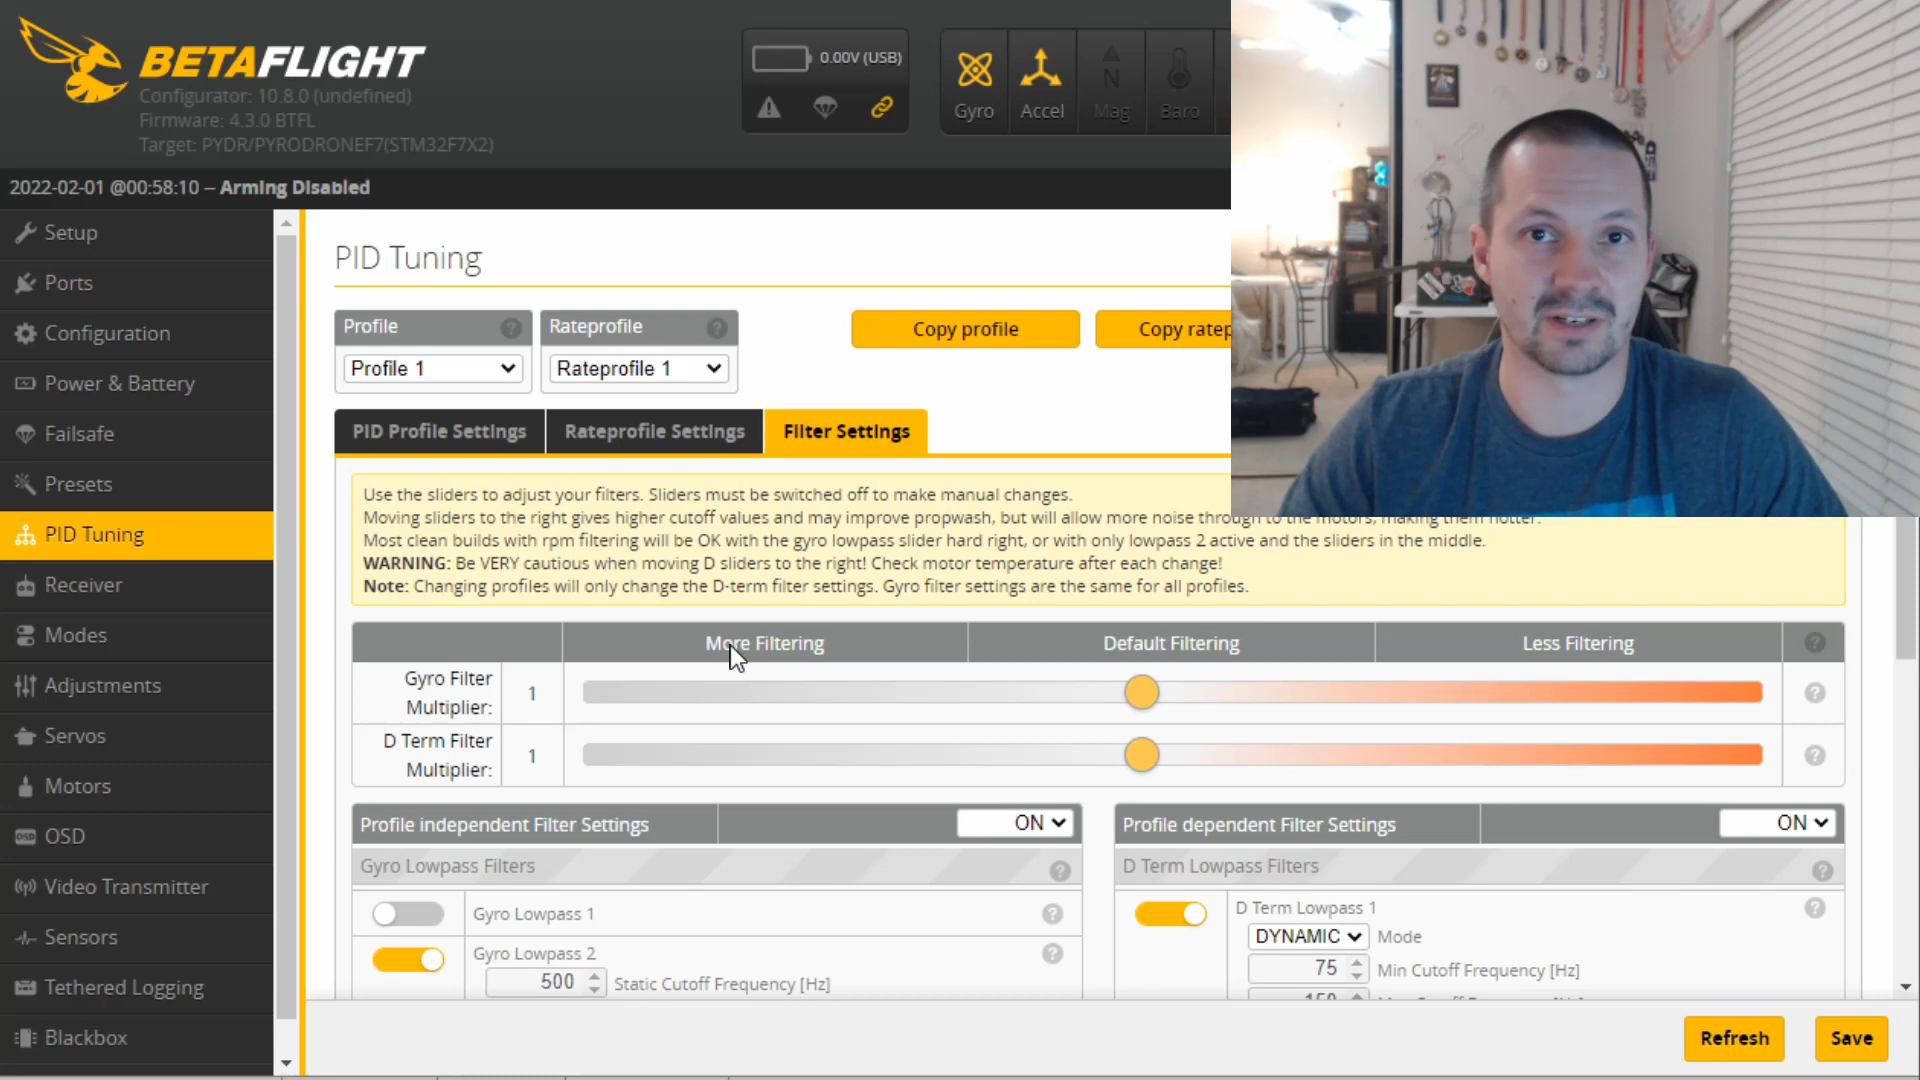 BETAFLIGHT
Configurator: 10.8.0 (undefined)
Firmware: 4.3.0 BTFL
Target: PYDR/PYRODRONEF7(STM32F7X2)
0.00V (USB)
Gyro
Accel
Mag
Baro
2022-02-01 @00:58:10 – Arming Disabled
Setup
Ports
Configuration
Power & Battery
Failsafe
Presets
PID Tuning
Receiver
Modes
Adjustments
Servos
Motors
OSD
Video Transmitter
Sensors
Tethered Logging
Blackbox
PID Tuning
Profile
Rateprofile
Profile 1
Rateprofile 1
Copy profile
Copy ratep
PID Profile Settings
Rateprofile Settings
Filter Settings
Use the sliders to adjust your filters. Sliders must be switched off to make manual changes.
Moving sliders to the right gives higher cutoff values and may improve propwash, but will allow more noise through to the motors, making them hotter.
Most clean builds with rpm filtering will be OK with the gyro lowpass slider hard right, or with only lowpass 2 active and the sliders in the middle.
WARNING: Be VERY cautious when moving D sliders to the right! Check motor temperature after each change!
Note: Changing profiles will only change the D-term filter settings. Gyro filter settings are the same for all profiles.
More Filtering
Default Filtering
Less Filtering
Gyro Filter
Multiplier:
1
D Term Filter
Multiplier:
1
Profile independent Filter Settings
ON
Gyro Lowpass Filters
Gyro Lowpass 1
Gyro Lowpass 2
500
Static Cutoff Frequency [Hz]
Profile dependent Filter Settings
ON
D Term Lowpass Filters
D Term Lowpass 1
DYNAMIC
Mode
75
Min Cutoff Frequency [Hz]
150
Refresh
Save